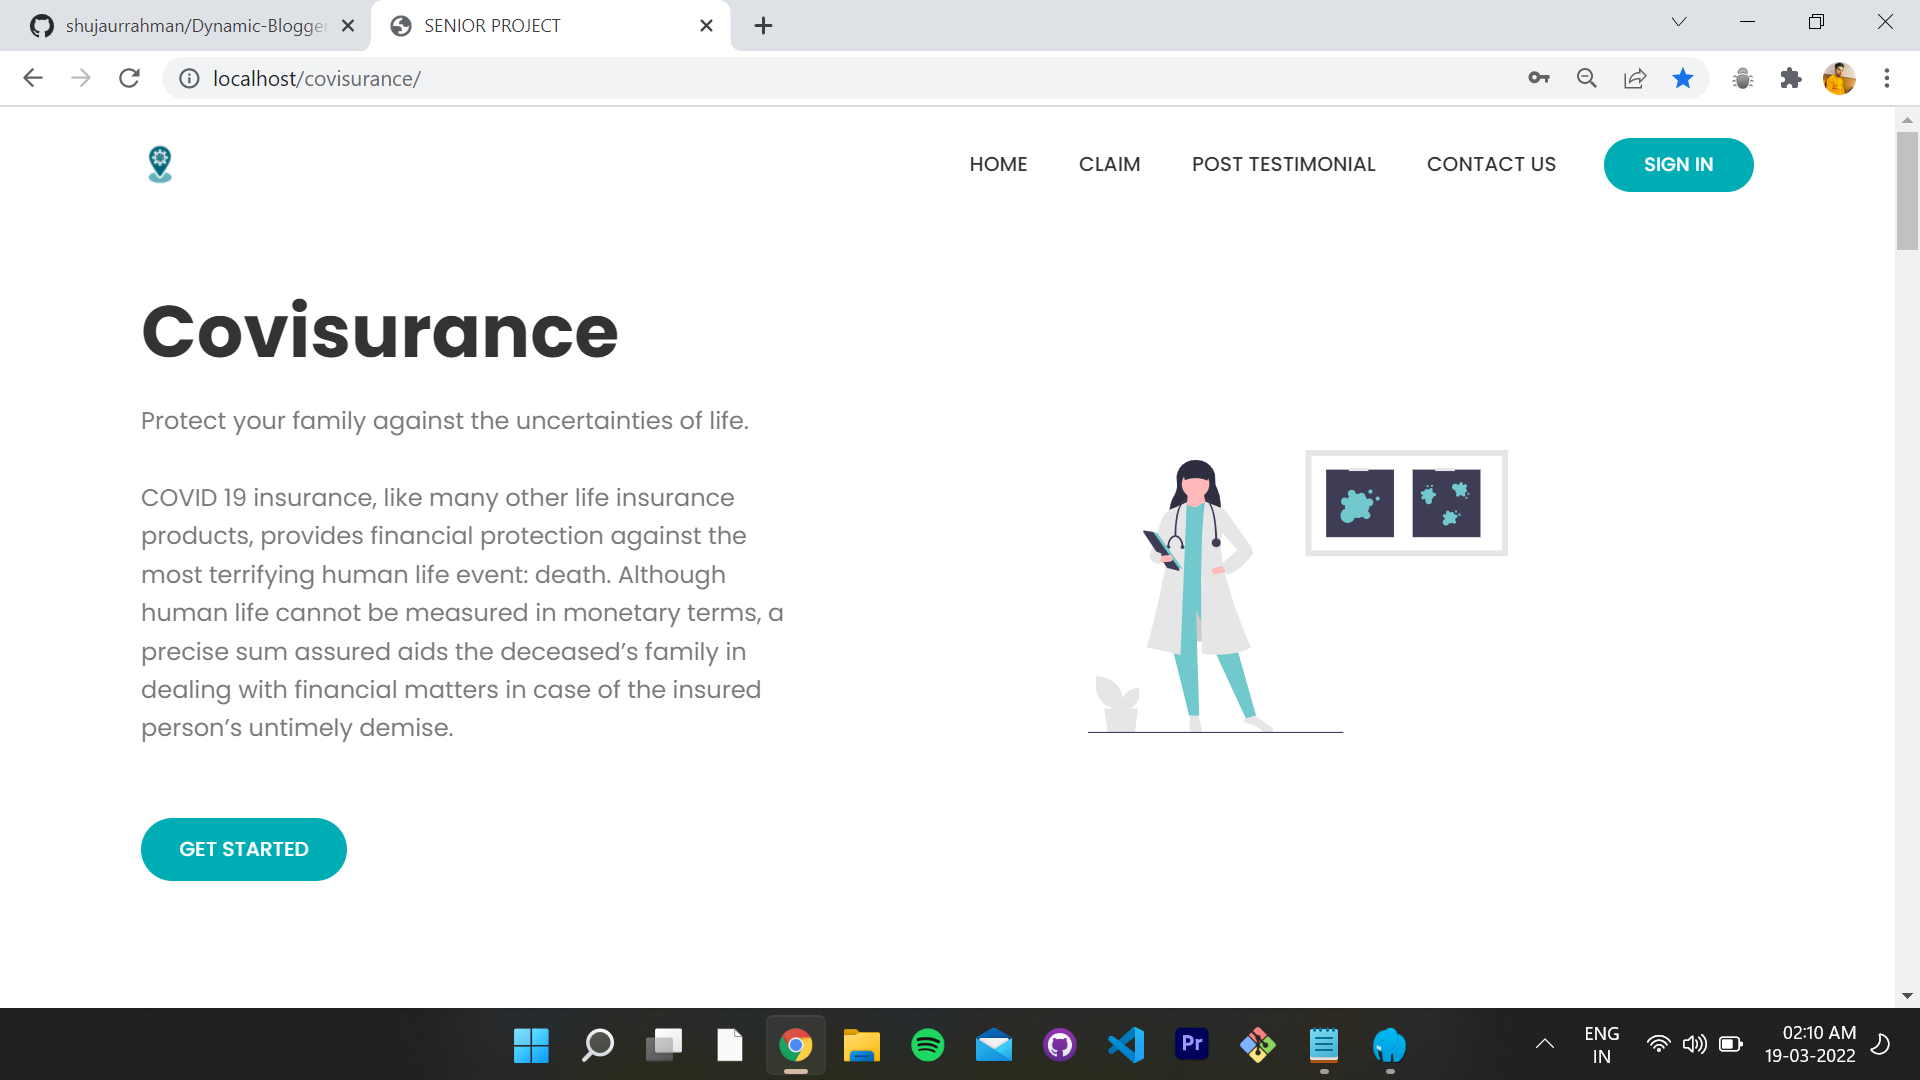 shujaurrahman/Dynamic-Blogger
SENIOR PROJECT
localhost/covisurance/
HOME
CLAIM
POST TESTIMONIAL
CONTACT US
SIGN IN
Covisurance
Protect your family against the uncertainties of life.
COVID 19 insurance, like many other life insurance
products, provides financial protection against the
most terrifying human life event: death. Although
human life cannot be measured in monetary terms, a
precise sum assured aids the deceased’s family in
dealing with financial matters in case of the insured
person’s untimely demise.
GET STARTED
Pr
ENG
IN
02:10 AM
19-03-2022